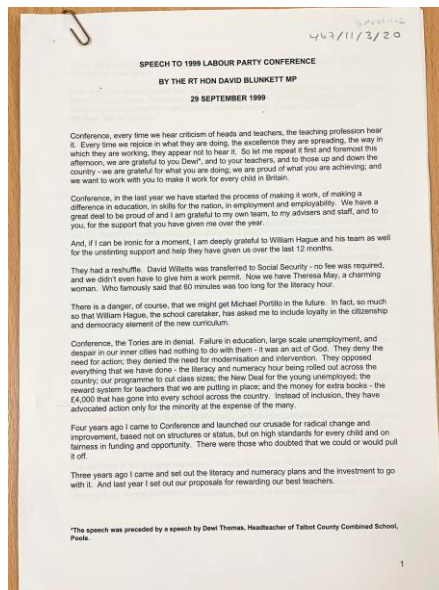 467/11/3/20
SPEECH TO 1999 LABOUR PARTY CONFERENCE
BY THE RT HON DAVID BLUNKETT MP
29 SEPTEMBER 1999
Conference, every time we hear criticism of heads and teachers, the teaching profession hear
it. Every time we rejoice in what they are doing, the excellence they are spreading, the way in
which they are working, they appear not to hear it. So let me repeat it first and foremost this
afternoon, we are grateful to you Dewi*, and to your teachers, and to those up and down the
country - we are grateful for what you are doing; we are proud of what you are achieving; and
we want to work with you to make it work for every child in Britain.
Conference, in the last year we have started the process of making it work, of making a
difference in education, in skills for the nation, in employment and employability. We have a
great deal to be proud of and I am grateful to my own team, to my advisers and staff, and to
you, for the support that you have given me over the year.
And, if I can be ironic for a moment, I am deeply grateful to William Hague and his team as well
for the unstinting support and help they have given us over the last 12 months.
They had a reshuffle. David Willetts was transferred to Social Security - no fee was required,
and we didn't even have to give him a work permit. Now we have Theresa May, a charming
woman. Who famously said that 60 minutes was too long for the literacy hour.
There is a danger, of course, that we might get Michael Portillo in the future. In fact, so much
so that William Hague, the school caretaker, has asked me to include loyalty in the citizenship
and democracy element of the new curriculum.
Conference, the Tories are in denial. Failure in education, large scale unemployment, and
despair in our inner cities had nothing to do with them - it was an act of God. They deny the
need for action; they denied the need for modernisation and intervention. They opposed
everything that we have done - the literacy and numeracy hour being rolled out across the
country; our programme to cut class sizes; the New Deal for the young unemployed; the
reward system for teachers that we are putting in place; and the money for extra books - the
£4,000 that has gone into every school across the country. Instead of inclusion, they have
advocated action only for the minority at the expense of the many.
Four years ago I came to Conference and launched our crusade for radical change and
improvement, based not on structures or status, but on high standards for every child and on
fairness in funding and opportunity. There were those who doubted that we could or would pull
it off.
Three years ago I came and set out the literacy and numeracy plans and the investment to go
with it. And last year I set out our proposals for rewarding our best teachers.
*The speech was preceded by a speech by Dewi Thomas, Headteacher of Talbot County Combined School,
Poole.
1